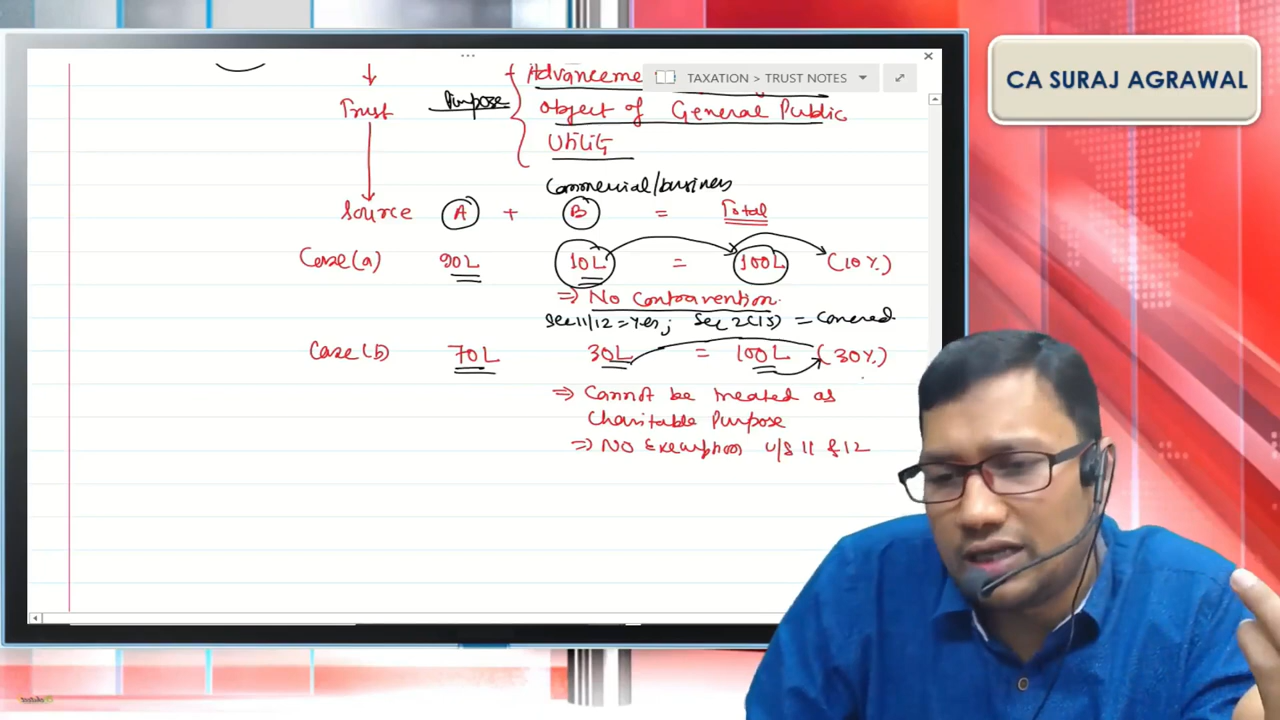 CA SURAJ AGRAWAL
TAXATION > TRUST NOTES
Advanceme
Trust Purpose object of General Public
Utility
Commercial/business
Source A + B = Total
Case(a) 90L 10L = 100L (10%)
⇒ No Contravention.
Sec 11/12 = Yes; Sec 2(15) = Covered
Case(b) 70L 30L = 100L (30%)
⇒ Cannot be treated as
Charitable Purpose
⇒ No Exemption u/s 11 & 12